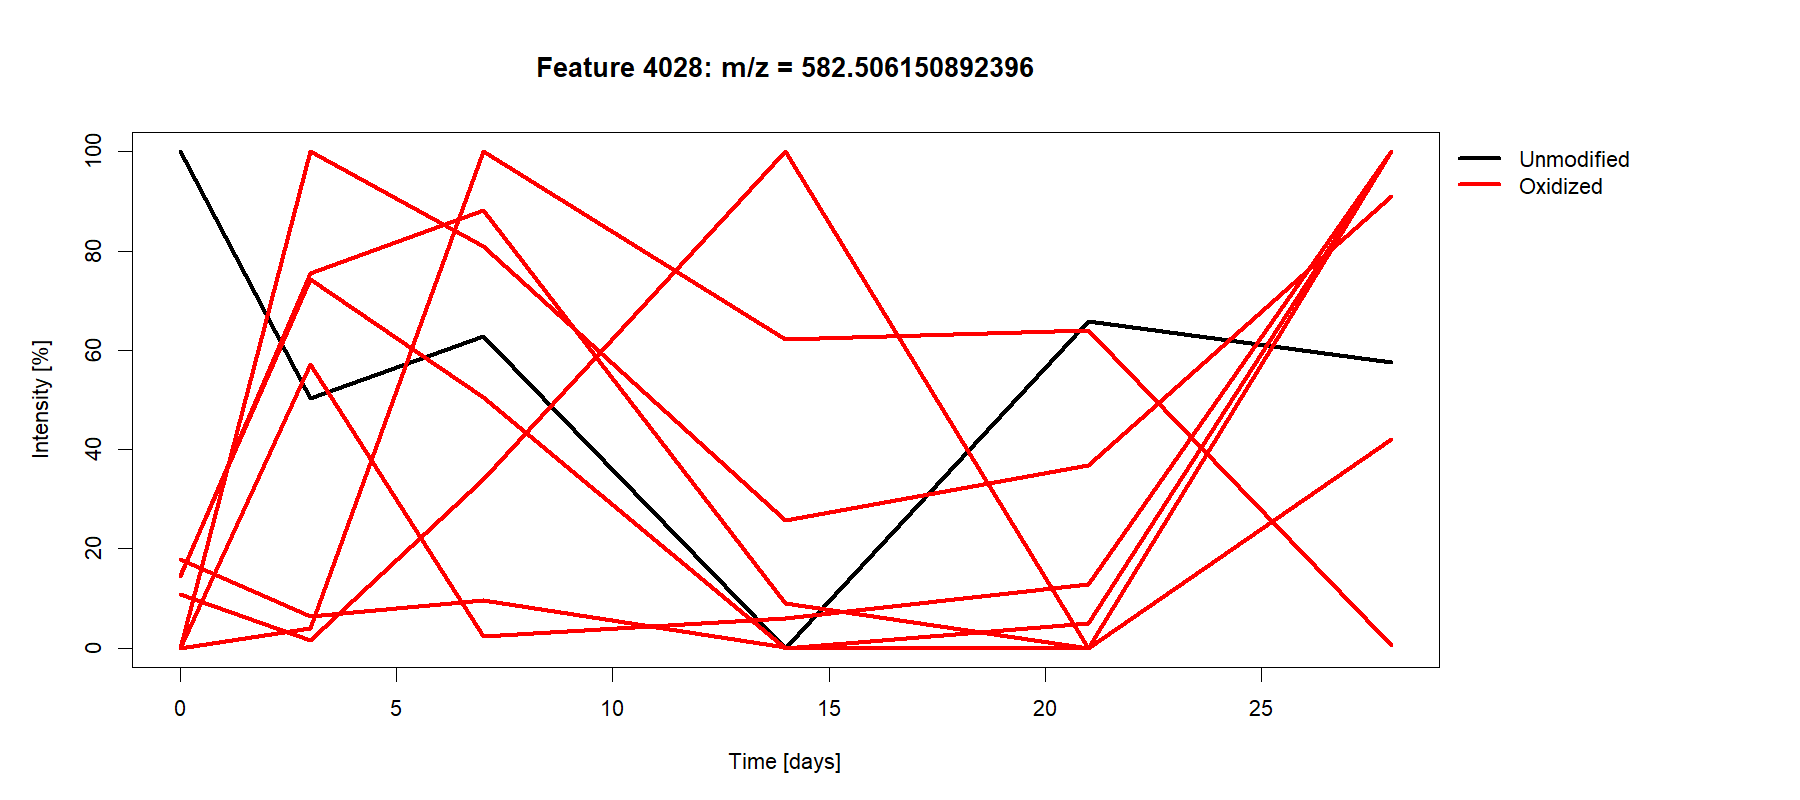 Feature 4028: m/z = 582.506150892396
100
80
60
40
20
0
Intensity [%]
0 5 10 15 20 25
Time [days]
Unmodified
Oxidized